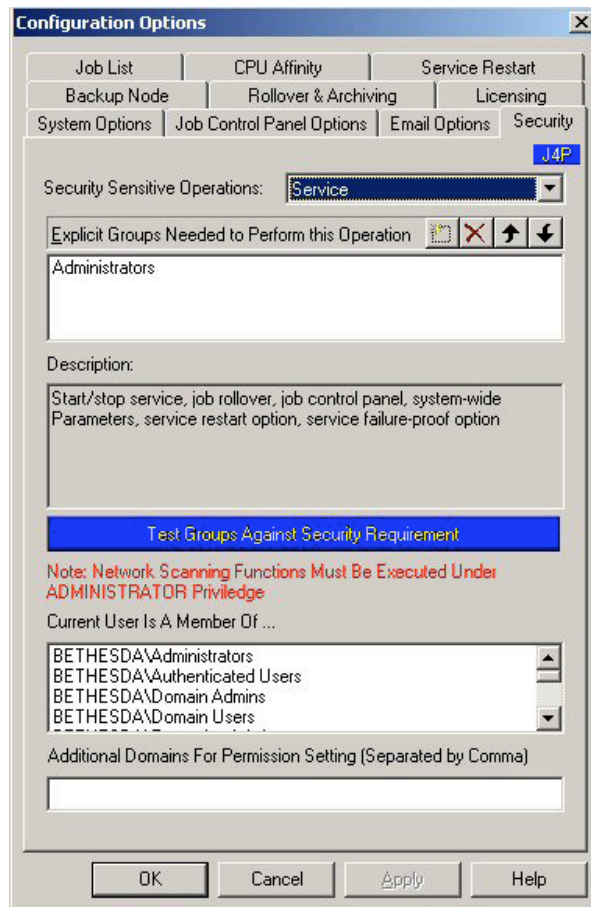 Configuration Options
Job List
CPU Affinity
Service Restart
Backup Node
Rollover & Archiving
Licensing
System Options
Job Control Panel Options
Email Options
Security
J4P
Security Sensitive Operations:
Service
Explicit Groups Needed to Perform this Operation
Administrators
Description:
Start/stop service, job rollover, job control panel, system-wide
Parameters, service restart option, service failure-proof option
Test Groups Against Security Requirement
Note: Network Scanning Functions Must Be Executed Under
ADMINISTRATOR Priviledge
Current User Is A Member Of ...
BETHESDA\Administrators
BETHESDA\Authenticated Users
BETHESDA\Domain Admins
BETHESDA\Domain Users
Additional Domains For Permission Setting (Separated by Comma)
OK
Cancel
Apply
Help